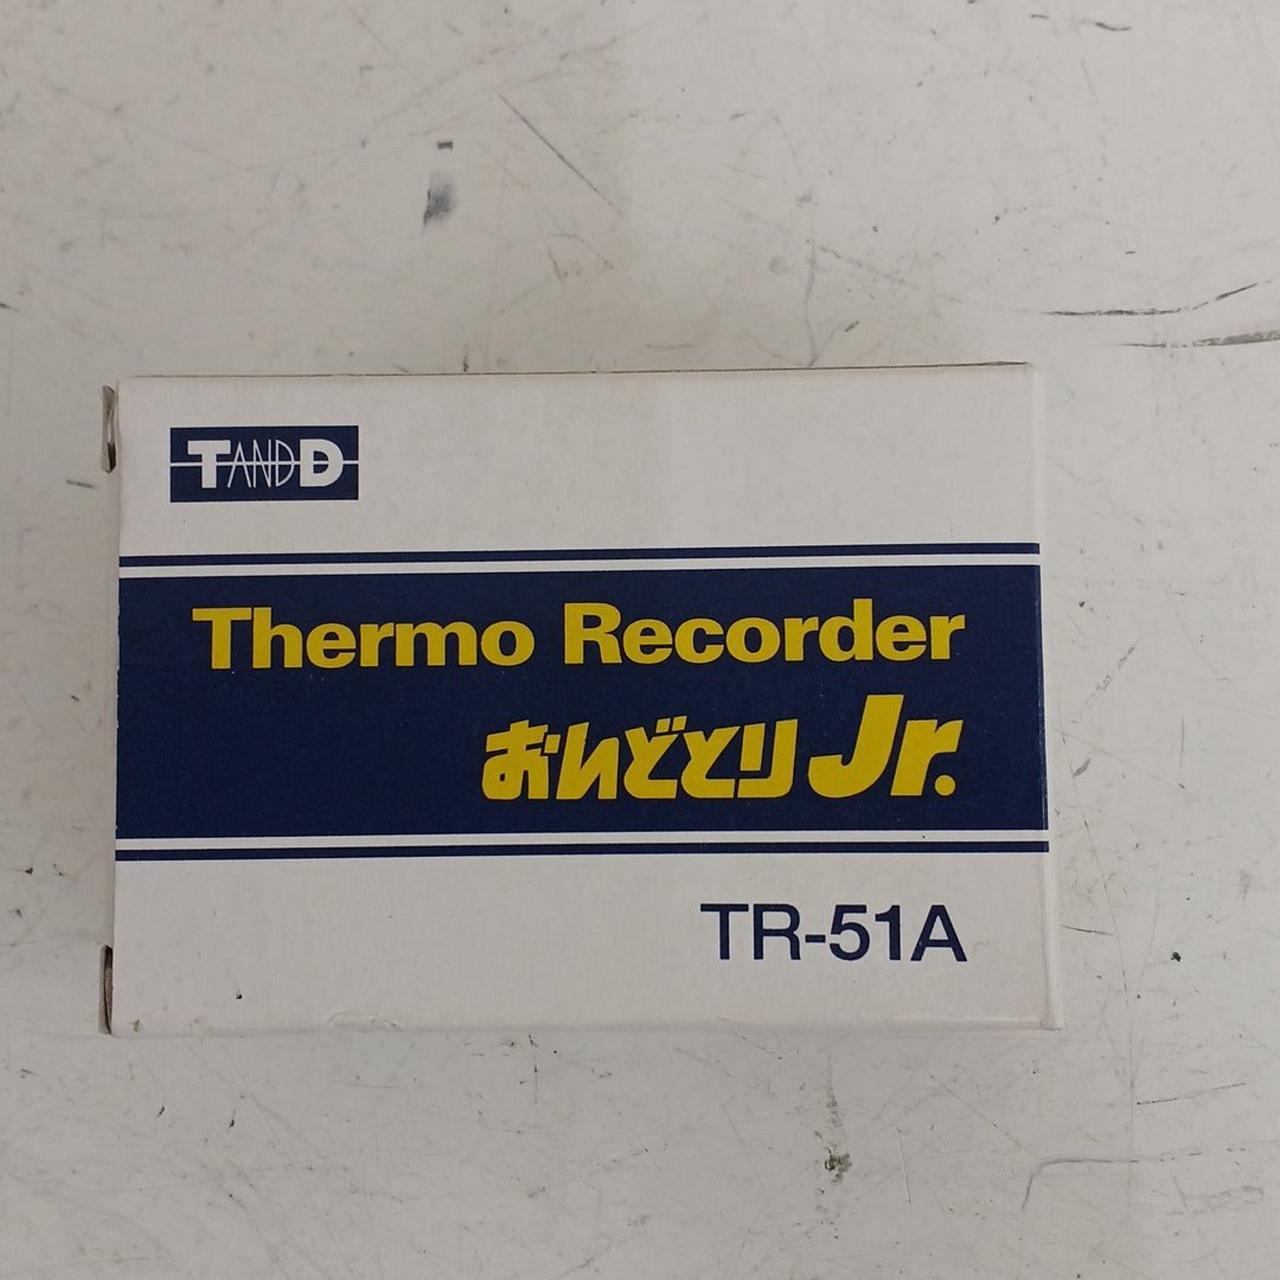 TANDD
Thermo Recorder
おんどとりJr.
TR-51A